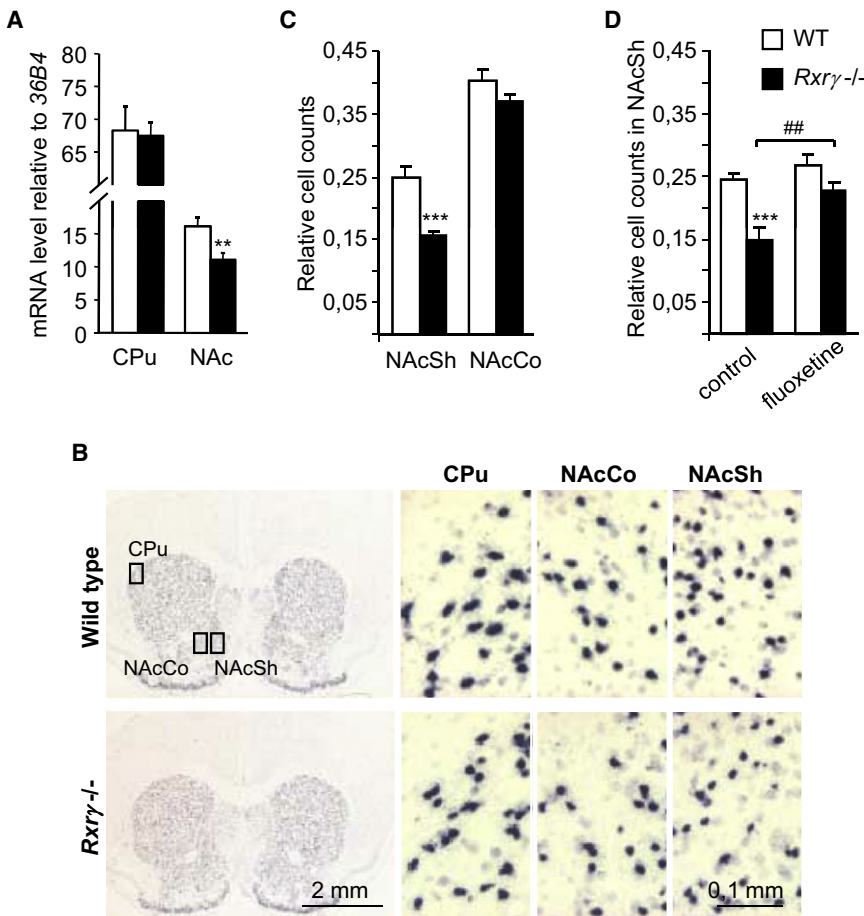 A
mRNA level relative to 36B4
80
75
70
65
15
10
5
0
CPu
NAc
**
C
Relative cell counts
0,45
0,35
0,25
0,15
0,05
***
NAcSh
NAcCo
D
Relative cell counts in NAcSh
0,45
0,35
0,25
0,15
0,05
WT
Rxrγ -/-
##
***
control
fluoxetine
B
CPu
NAcCo
NAcSh
Wild type
CPu
NAcCo
NAcSh
Rxrγ-/-
2 mm
0,1 mm